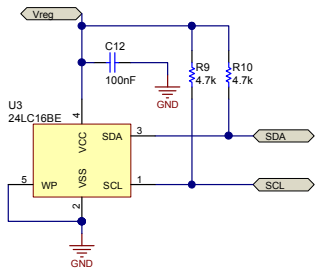 Vreg
C12
100nF
GND
R9
4.7k
R10
4.7k
U3
24LC16BE
4
VCC
SDA
3
SDA
5
WP
VSS
SCL
1
SCL
2
GND